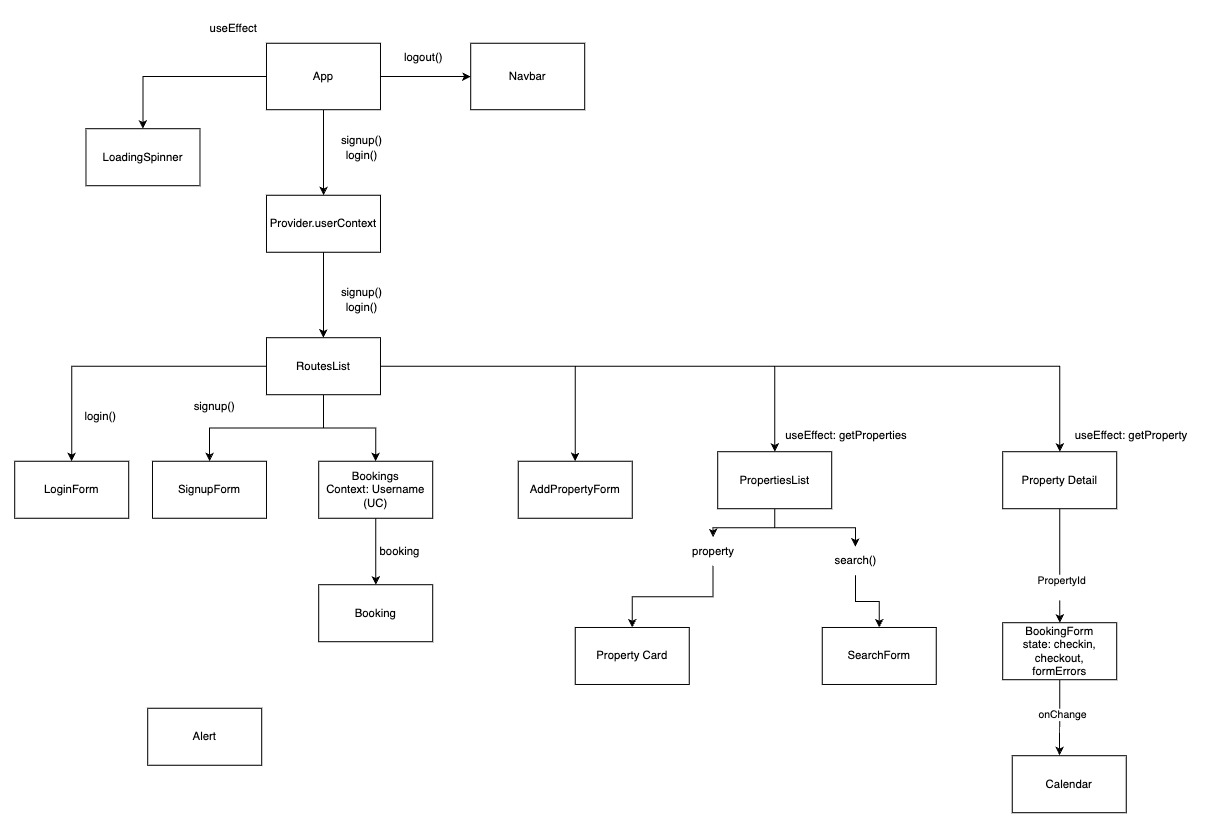 useEffect
App
logout()
Navbar
LoadingSpinner
signup()
login()
Provider.userContext
signup()
login()
RoutesList
login()
signup()
useEffect: getProperties
useEffect: getProperty
LoginForm
SignupForm
Bookings
Context: Username
(UC)
AddPropertyForm
PropertiesList
Property Detail
booking
property
search()
PropertyId
Booking
Property Card
SearchForm
BookingForm
state: checkin,
checkout,
formErrors
onChange
Alert
Calendar